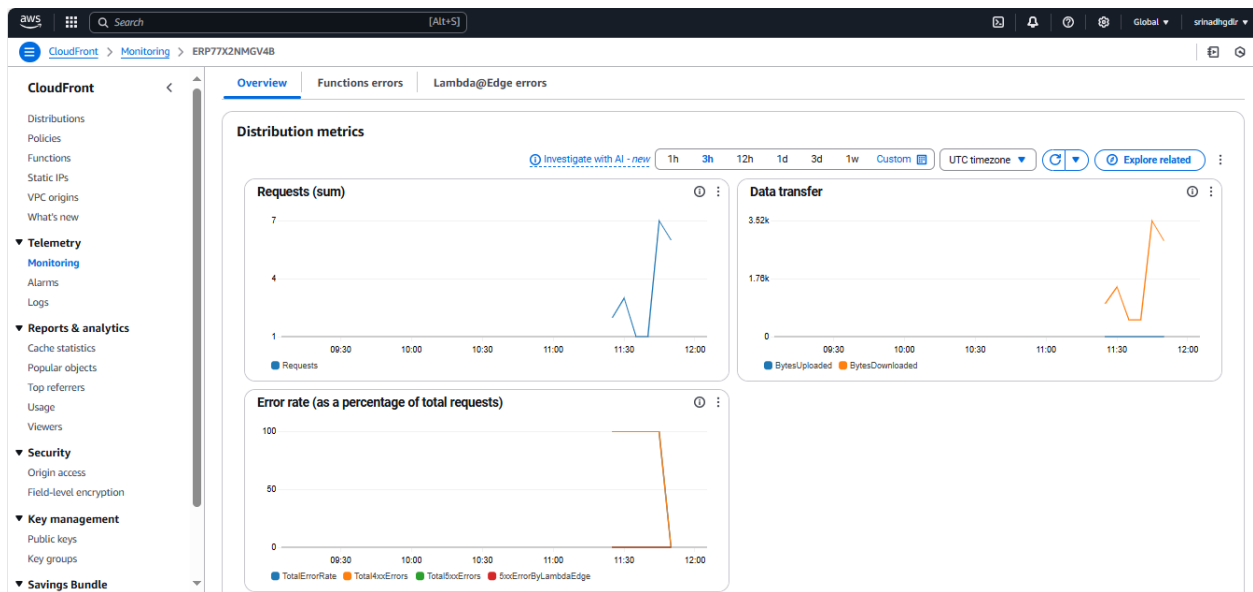 aws Search [Alt+S] Global srinadhgdlr
CloudFront > Monitoring > ERP77X2NMGV4B
CloudFront
Distributions
Policies
Functions
Static IPs
VPC origins
What's new
Telemetry
Monitoring
Alarms
Logs
Reports & analytics
Cache statistics
Popular objects
Top referrers
Usage
Viewers
Security
Origin access
Field-level encryption
Key management
Public keys
Key groups
Savings Bundle
Overview Functions errors Lambda@Edge errors
Distribution metrics
Investigate with AI - new 1h 3h 12h 1d 3d 1w Custom UTC timezone Explore related
Requests (sum)
7
4
1
09:30 10:00 10:30 11:00 11:30 12:00
Requests
Data transfer
3.52k
1.76k
0
09:30 10:00 10:30 11:00 11:30 12:00
BytesUploaded BytesDownloaded
Error rate (as a percentage of total requests)
100
50
0
09:30 10:00 10:30 11:00 11:30 12:00
TotalErrorRate Total4xxErrors Total5xxErrors 5xxErrorByLambdaEdge